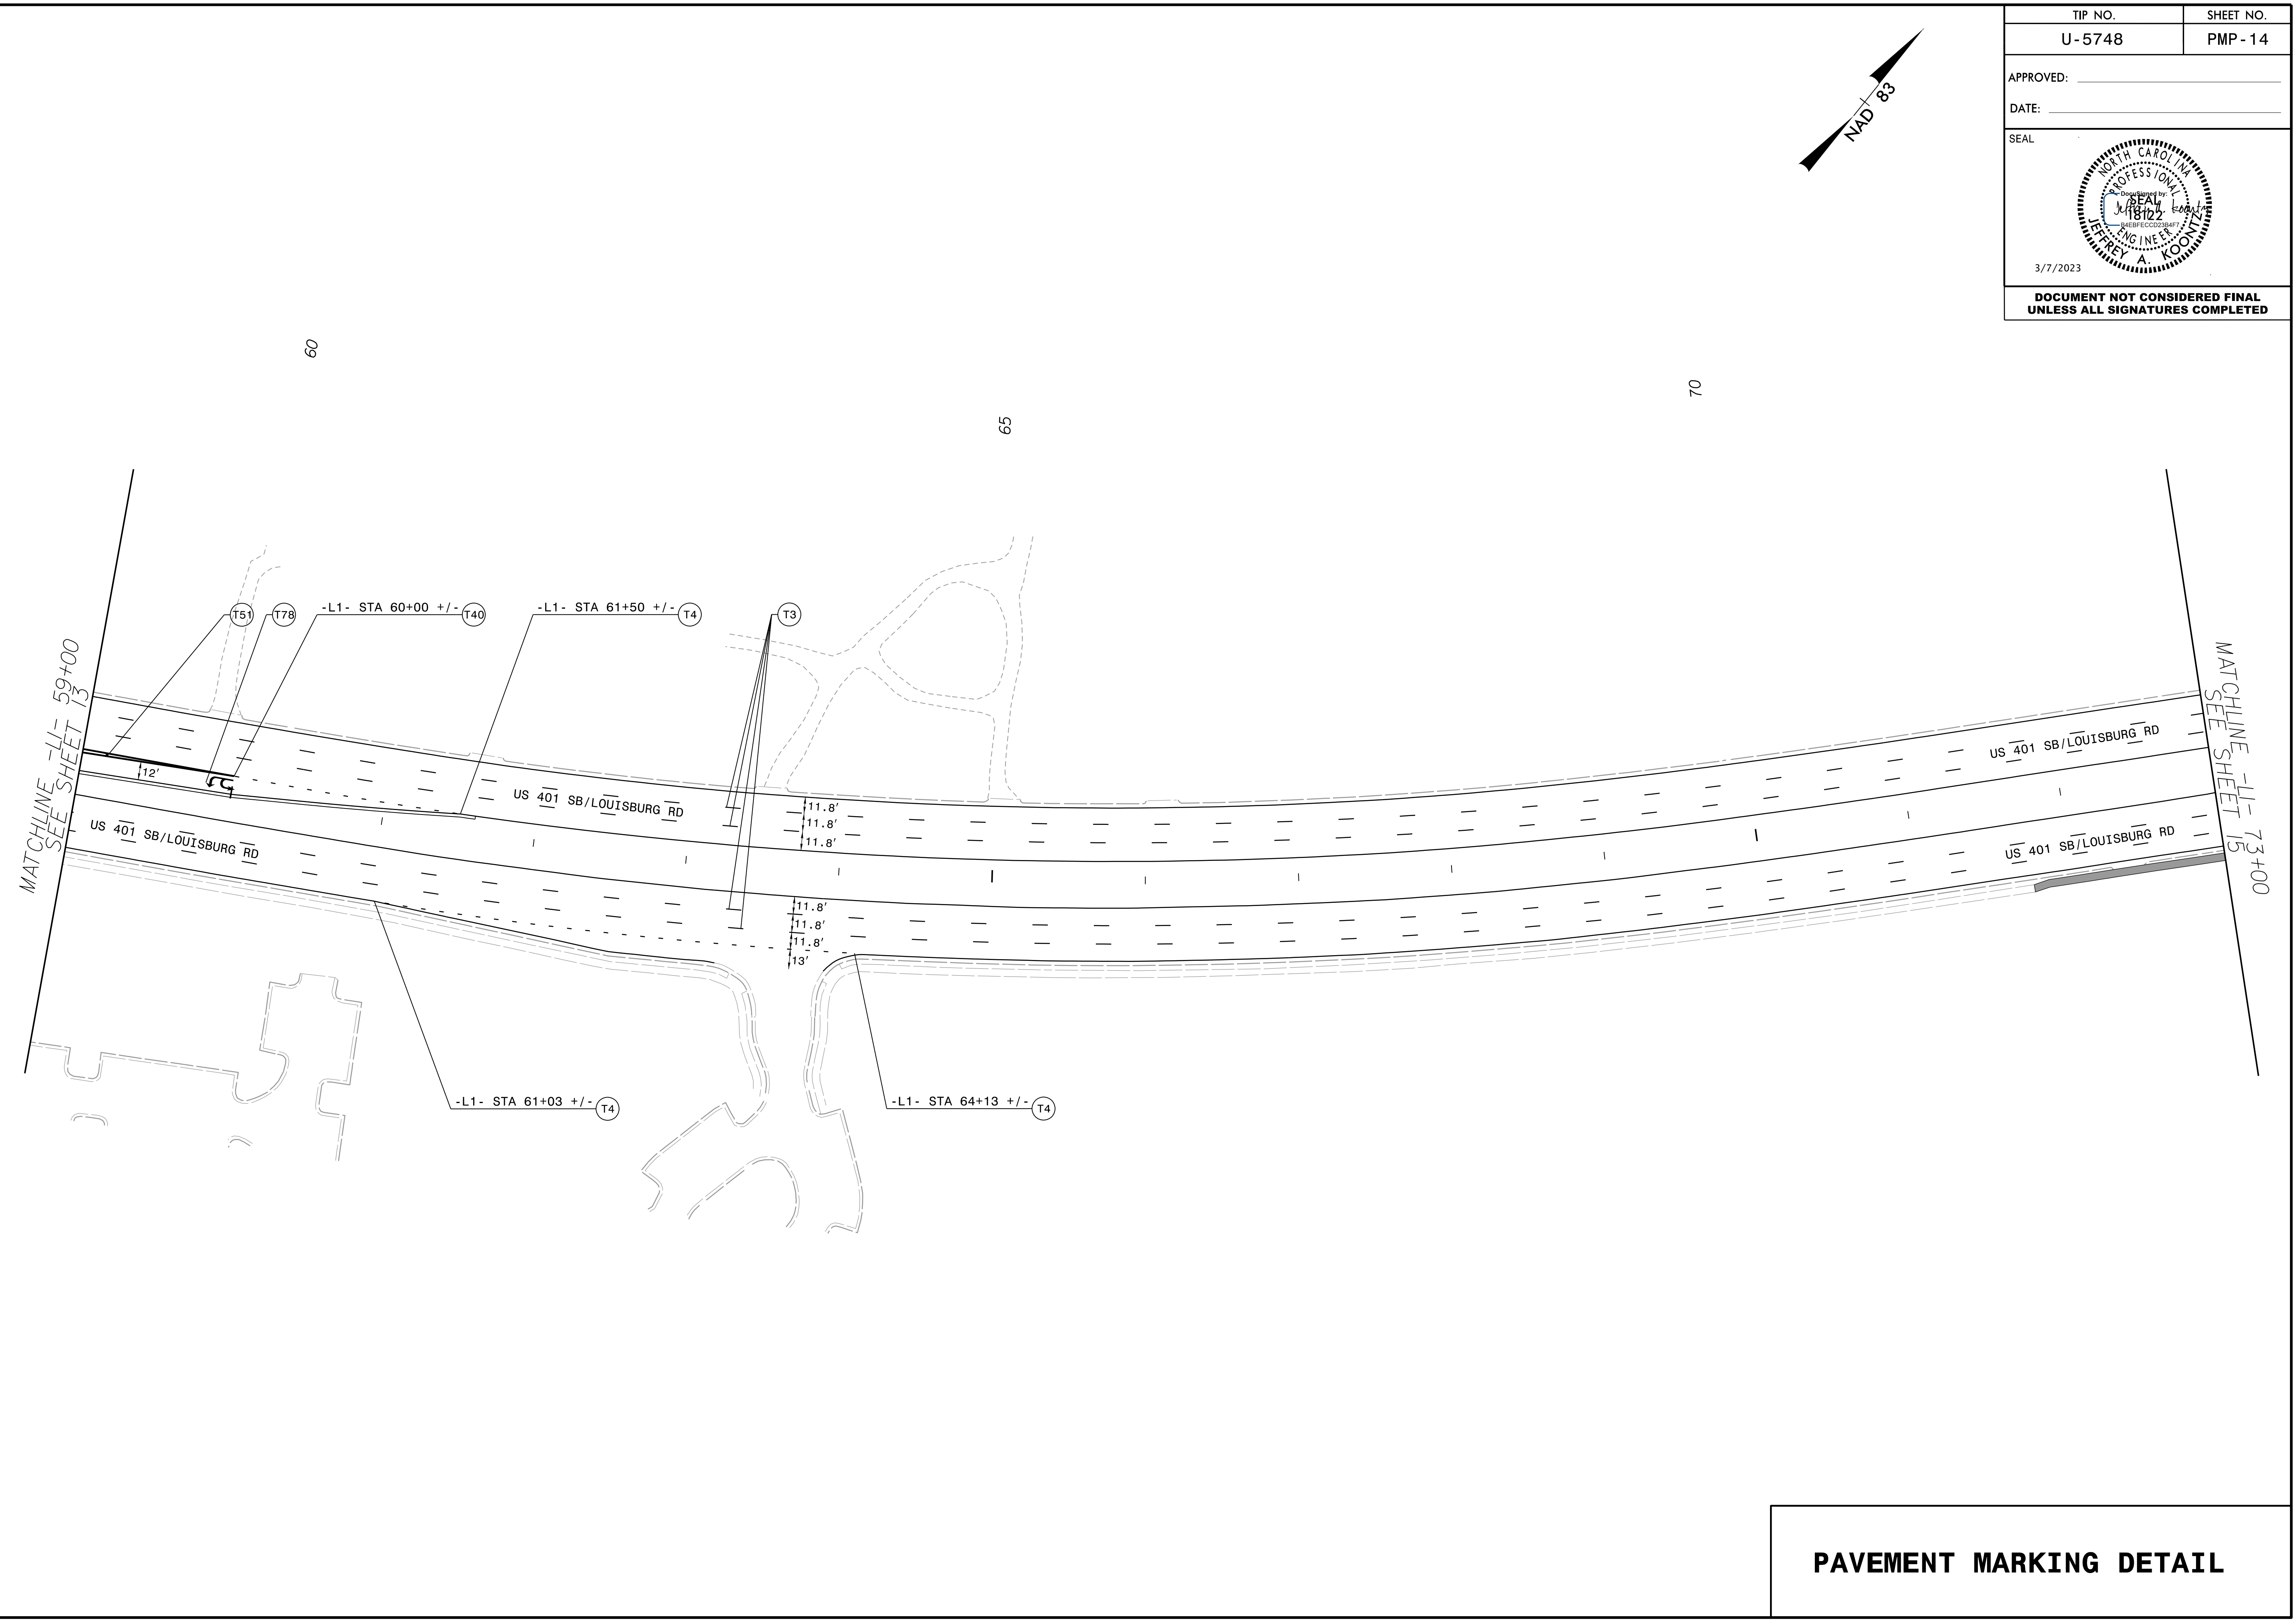 TIP NO.
SHEET NO.
U-5748
PMP-14
APPROVED:
DATE:
SEAL
NORTH CAROLINA
PROFESSIONAL
DocuSigned by:
SEAL
18122
B4EBFECCD23B4F7
ENGINEER
JEFFREY A. KOONTZ
3/7/2023
DOCUMENT NOT CONSIDERED FINAL
UNLESS ALL SIGNATURES COMPLETED
NAD 83
60
65
70
T51
T78
-L1- STA 60+00 +/-
T40
-L1- STA 61+50 +/-
T4
T3
MATCHLINE -L1- 59+00
SEE SHEET 13
12'
US 401 SB/LOUISBURG RD
US 401 SB/LOUISBURG RD
11.8'
11.8'
11.8'
11.8'
11.8'
11.8'
13'
US 401 SB/LOUISBURG RD
US 401 SB/LOUISBURG RD
MATCHLINE -L1- 73+00
SEE SHEET 15
-L1- STA 61+03 +/-
T4
-L1- STA 64+13 +/-
T4
PAVEMENT MARKING DETAIL